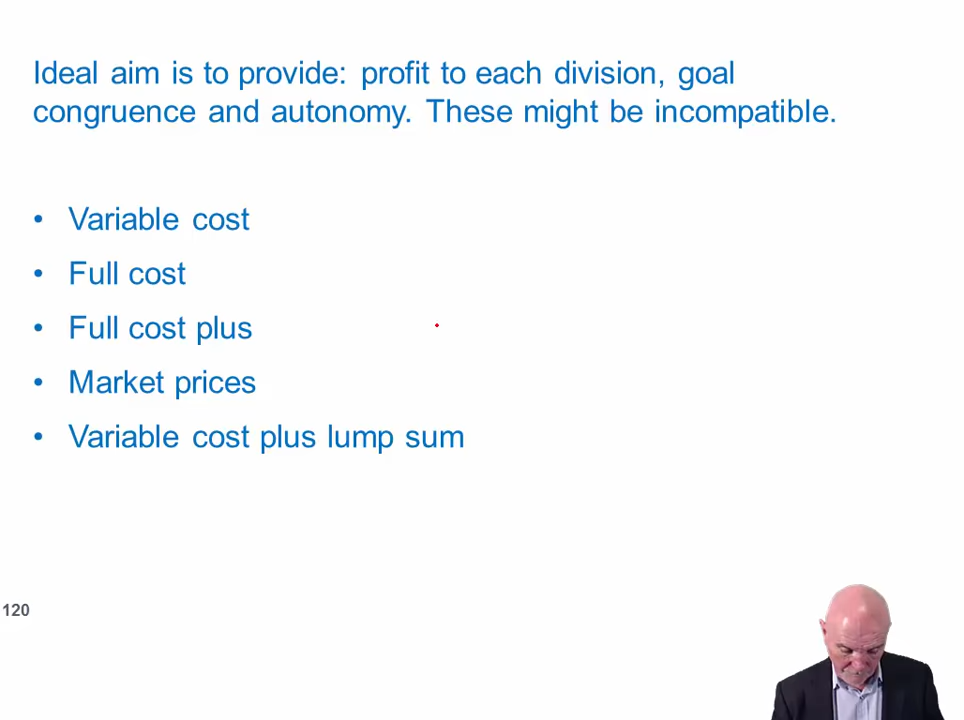 Ideal aim is to provide: profit to each division, goal
congruence and autonomy. These might be incompatible.
• Variable cost
• Full cost
• Full cost plus
• Market prices
• Variable cost plus lump sum
120